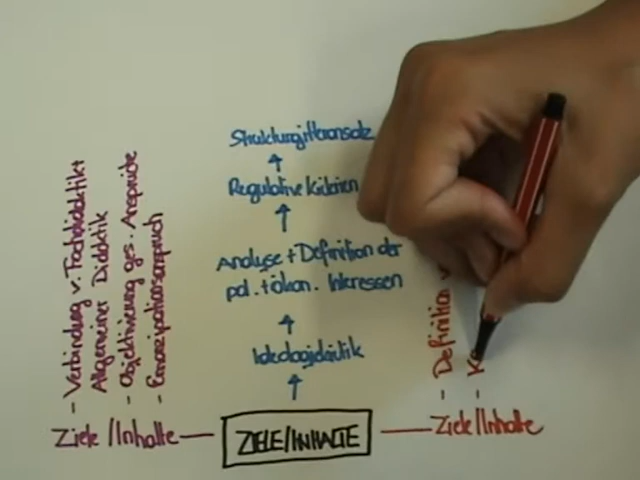 Strukturgitteransatz
Regulative Kriterien
Analyse + Definition der
pol. + ökon. Interessen
Ideologiekritik
ZIELE/INHALTE
Ziele/Inhalte
- Verbindung v. Fachdidaktik +
Allgemeiner Didaktik
- Objektivierung ges. Ansprüche
- Emanzipationsanspruch
Ziele/Inhalte
- Definition
- K